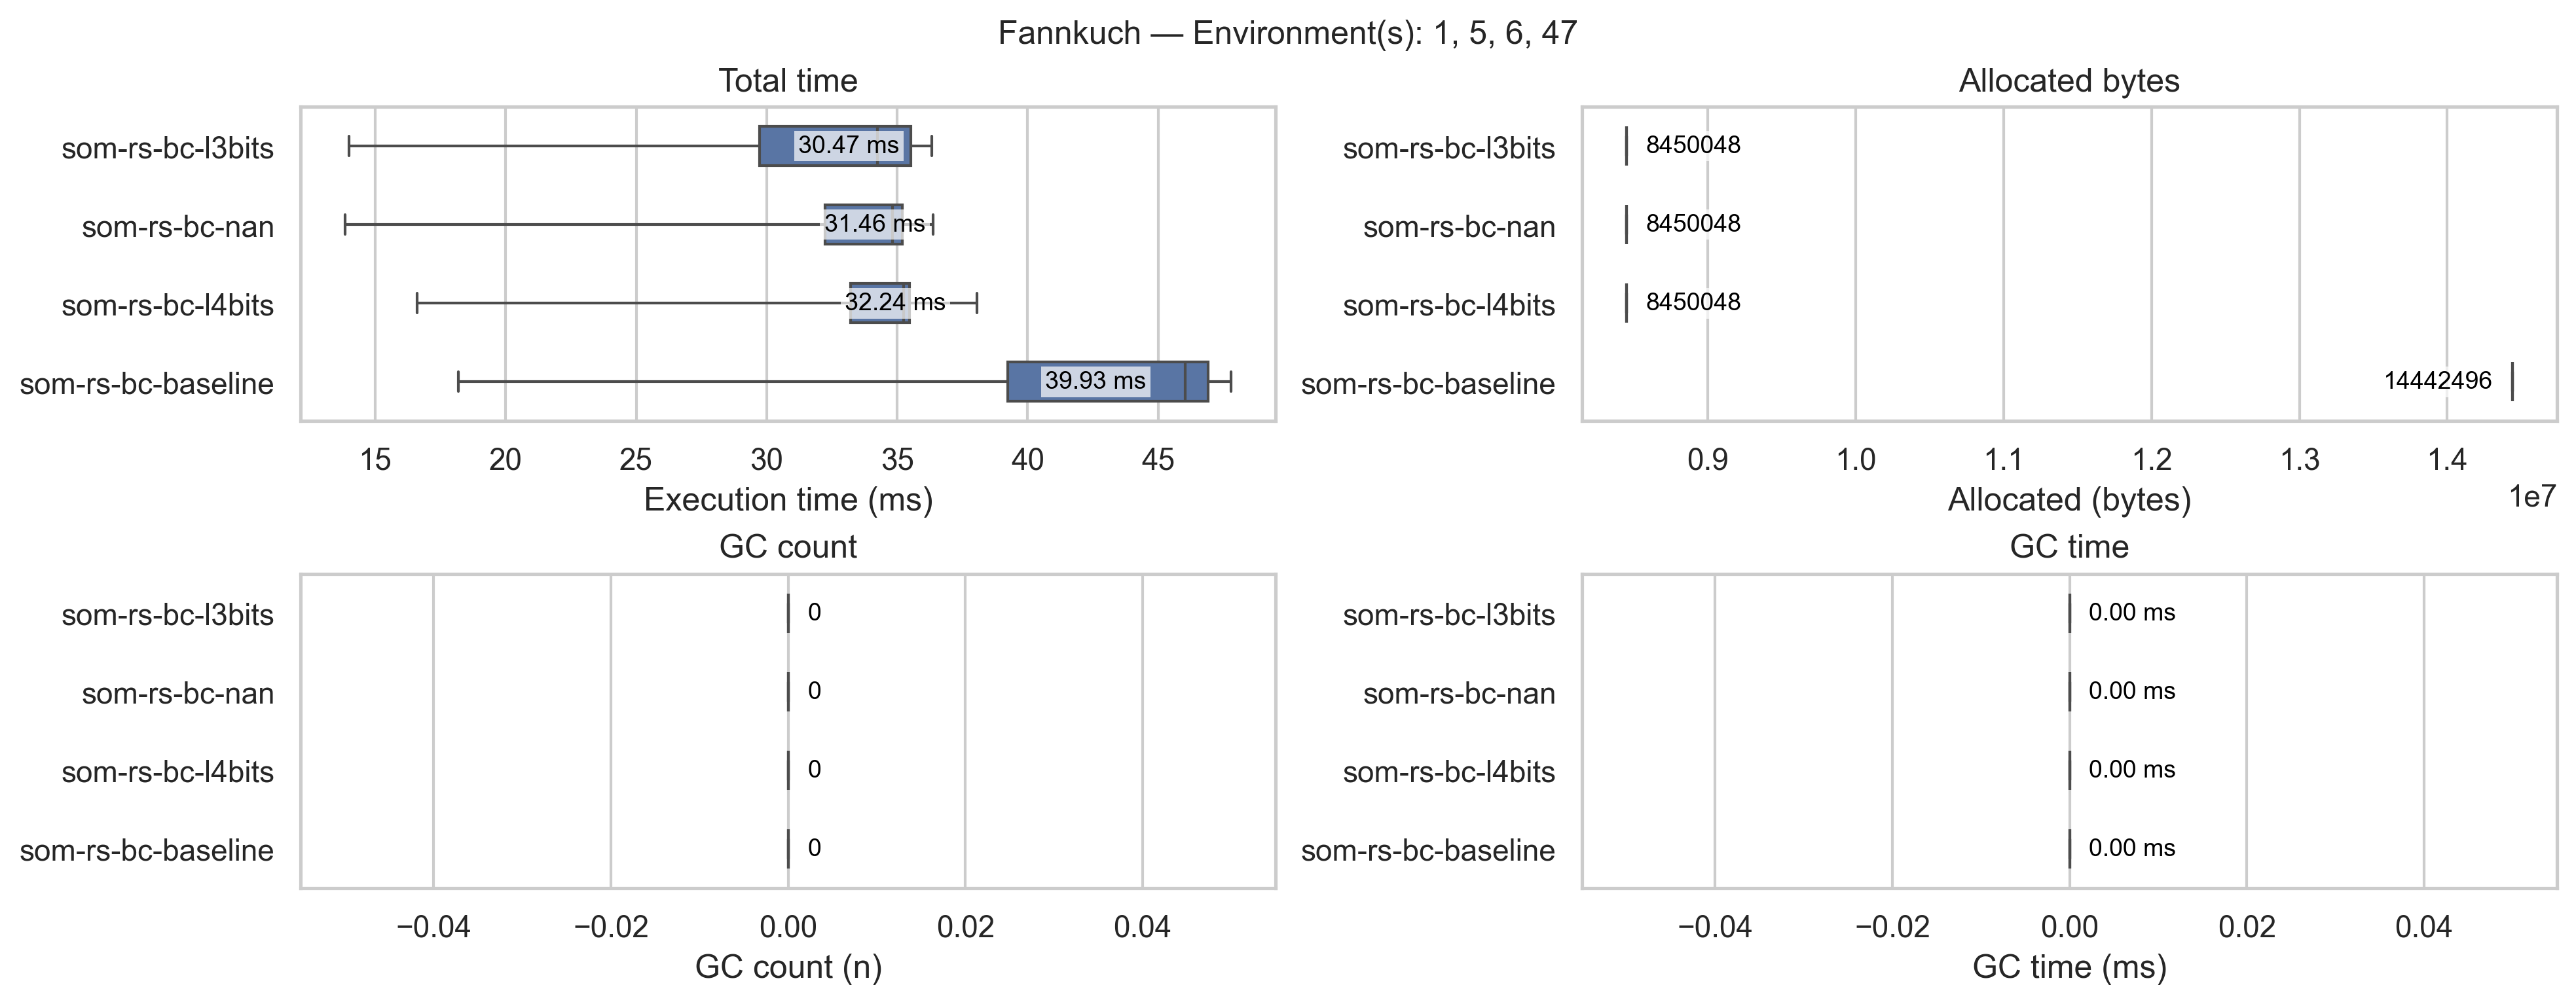 Fannkuch — Environment(s): 1, 5, 6, 47
Total time
som-rs-bc-l3bits
30.47 ms
som-rs-bc-nan
31.46 ms
som-rs-bc-l4bits
32.24 ms
som-rs-bc-baseline
39.93 ms
15 20 25 30 35 40 45
Execution time (ms)
Allocated bytes
som-rs-bc-l3bits
8450048
som-rs-bc-nan
8450048
som-rs-bc-l4bits
8450048
som-rs-bc-baseline
14442496
0.9 1.0 1.1 1.2 1.3 1.4
1e7
Allocated (bytes)
GC count
som-rs-bc-l3bits
0
som-rs-bc-nan
0
som-rs-bc-l4bits
0
som-rs-bc-baseline
0
−0.04 −0.02 0.00 0.02 0.04
GC count (n)
GC time
som-rs-bc-l3bits
0.00 ms
som-rs-bc-nan
0.00 ms
som-rs-bc-l4bits
0.00 ms
som-rs-bc-baseline
0.00 ms
−0.04 −0.02 0.00 0.02 0.04
GC time (ms)